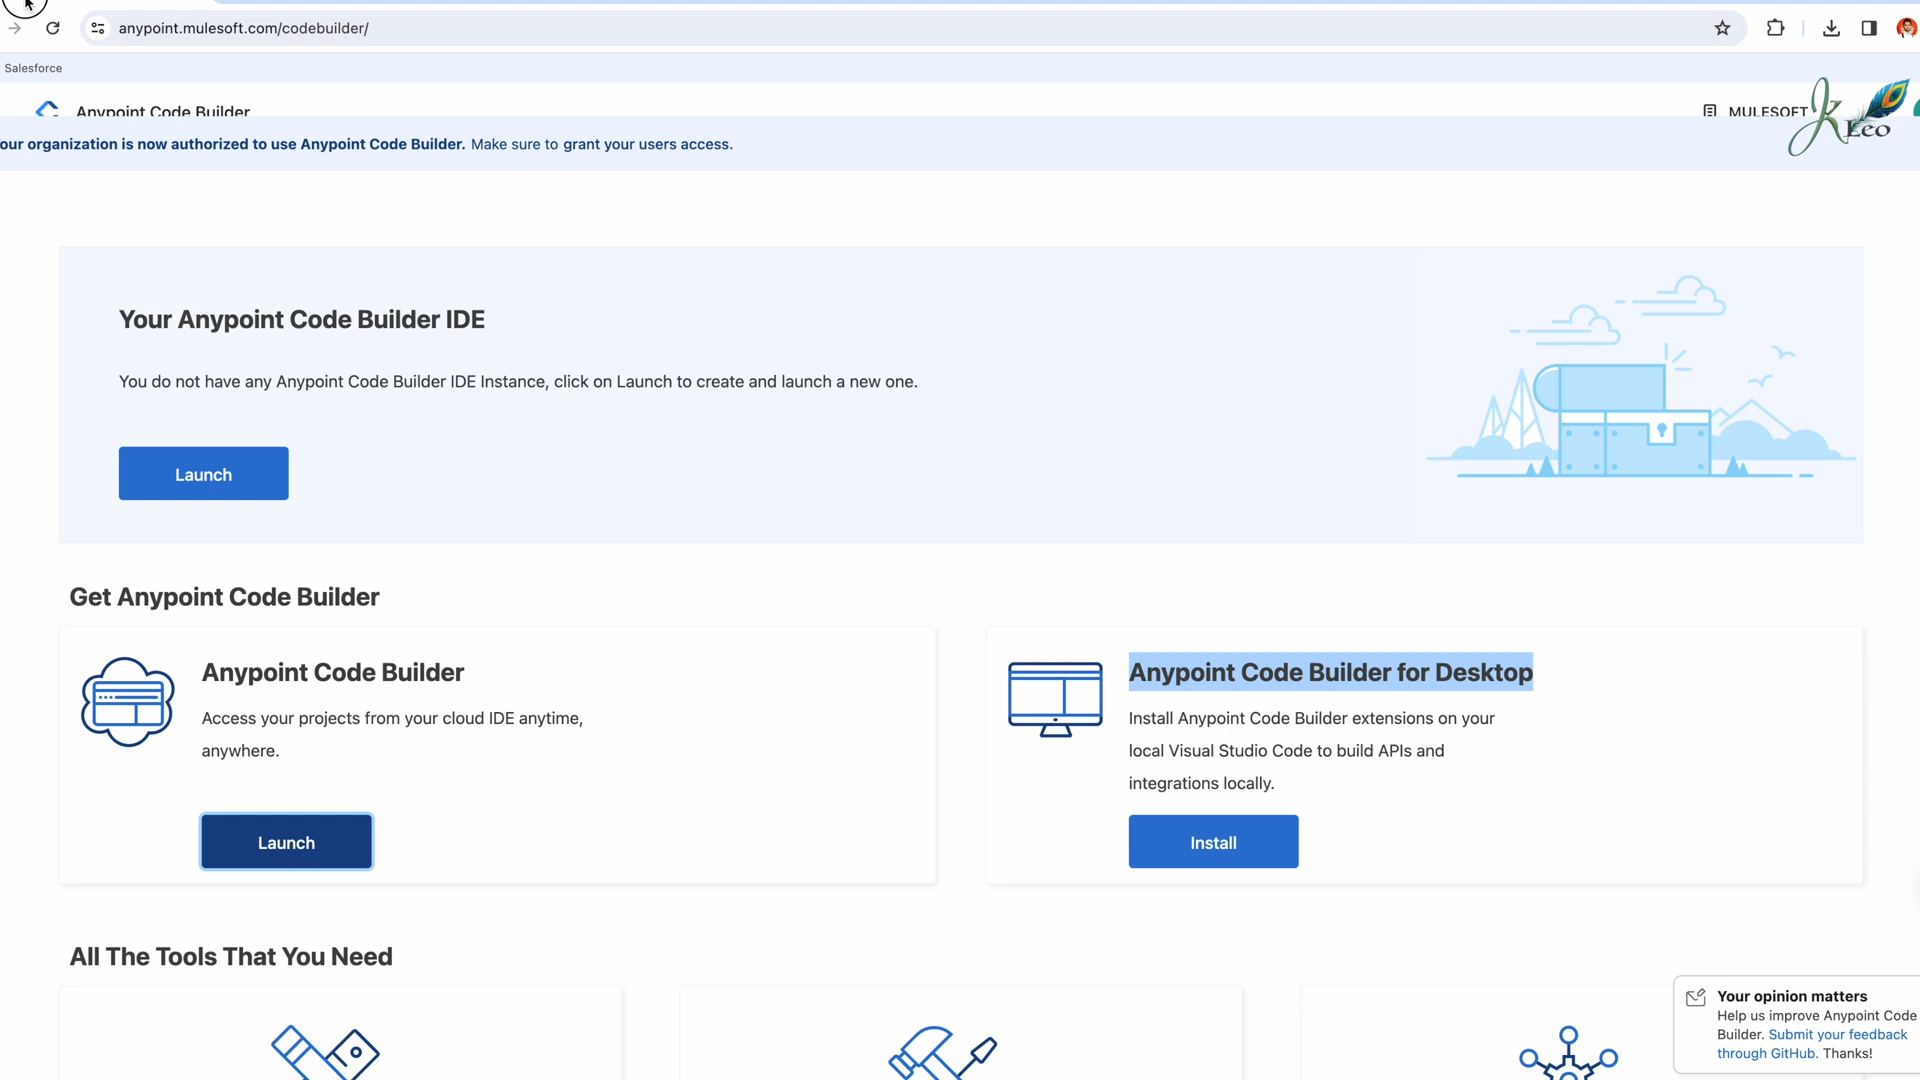 anypoint.mulesoft.com/codebuilder/
Salesforce
Anypoint Code Builder
MULESOFT
K Leo
our organization is now authorized to use Anypoint Code Builder. Make sure to grant your users access.
Your Anypoint Code Builder IDE
You do not have any Anypoint Code Builder IDE Instance, click on Launch to create and launch a new one.
Launch
Get Anypoint Code Builder
Anypoint Code Builder
Access your projects from your cloud IDE anytime,
anywhere.
Launch
Anypoint Code Builder for Desktop
Install Anypoint Code Builder extensions on your
local Visual Studio Code to build APIs and
integrations locally.
Install
All The Tools That You Need
Your opinion matters
Help us improve Anypoint Code
Builder. Submit your feedback
through GitHub. Thanks!